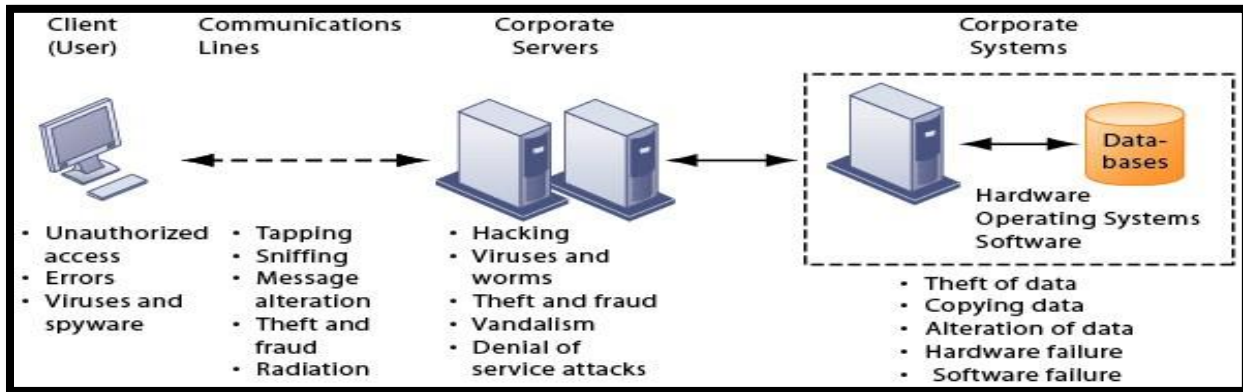 Client
(User)
Communications
Lines
Corporate
Servers
Corporate
Systems
Data-
bases
Hardware
Operating Systems
Software
• Unauthorized
access
• Errors
• Viruses and
spyware
• Tapping
• Sniffing
• Message
alteration
• Theft and
fraud
• Radiation
• Hacking
• Viruses and
worms
• Theft and fraud
• Vandalism
• Denial of
service attacks
• Theft of data
• Copying data
• Alteration of data
• Hardware failure
• Software failure